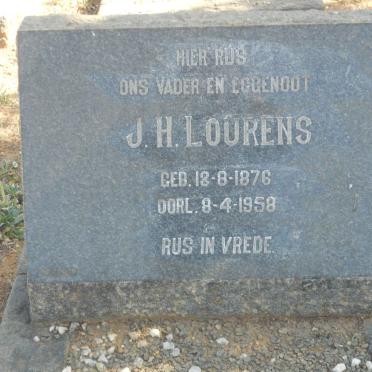 HIER RUS
ONS VADER EN EGGENOOT
J. H. LOURENS
GEB. 18-8-1876
OORL. 8-4-1958
RUS IN VREDE